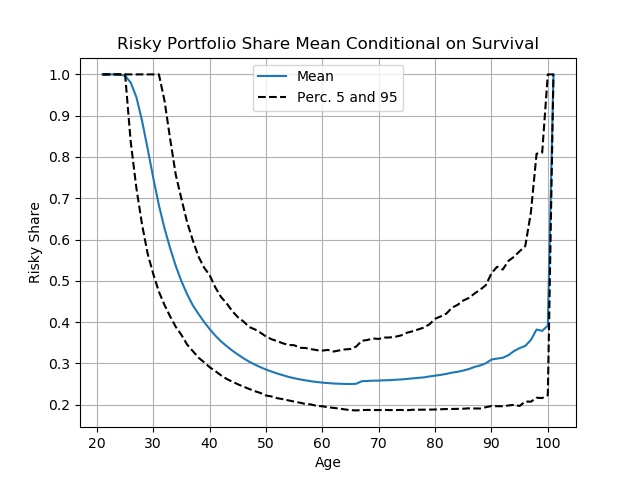 Risky Portfolio Share Mean Conditional on Survival
Mean
Perc. 5 and 95
1.0
0.9
0.8
0.7
0.6
0.5
0.4
0.3
0.2
Risky Share
20 30 40 50 60 70 80 90 100
Age